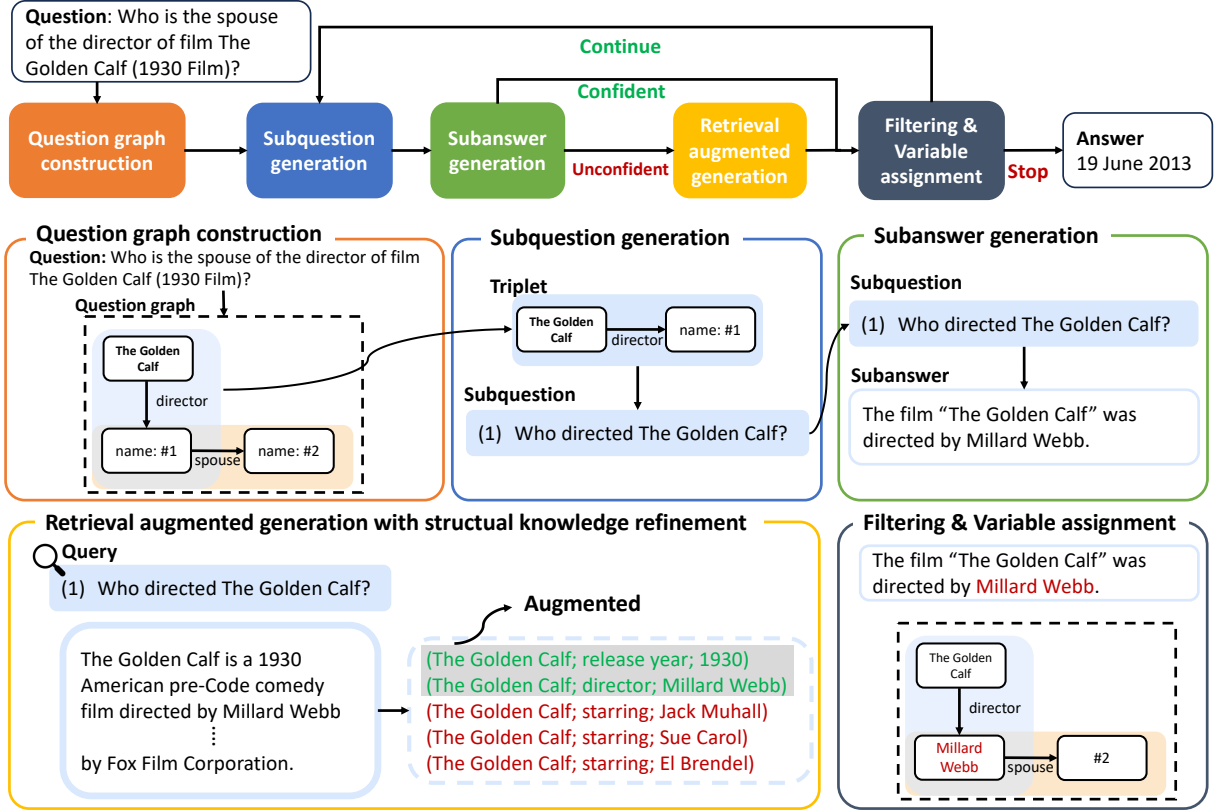 Question: Who is the spouse
of the director of film The
Golden Calf (1930 Film)?
Continue
Confident
Question graph
construction
Subquestion
generation
Subanswer
generation
Unconfident
Retrieval
augmented
generation
Filtering &
Variable
assignment
Stop
Answer
19 June 2013
Question graph construction
Question: Who is the spouse of the director of film
The Golden Calf (1930 Film)?
Question graph
The Golden
Calf
director
name: #1
spouse
name: #2
Subquestion generation
Triplet
The Golden
Calf
director
name: #1
Subquestion
(1) Who directed The Golden Calf?
Subanswer generation
Subquestion
(1) Who directed The Golden Calf?
Subanswer
The film “The Golden Calf” was
directed by Millard Webb.
Retrieval augmented generation with structual knowledge refinement
Query
(1) Who directed The Golden Calf?
The Golden Calf is a 1930
American pre-Code comedy
film directed by Millard Webb
⋮
by Fox Film Corporation.
Augmented
(The Golden Calf; release year; 1930)
(The Golden Calf; director; Millard Webb)
(The Golden Calf; starring; Jack Muhall)
(The Golden Calf; starring; Sue Carol)
(The Golden Calf; starring; El Brendel)
Filtering & Variable assignment
The film “The Golden Calf” was
directed by Millard Webb.
The Golden
Calf
director
Millard
Webb
spouse
#2